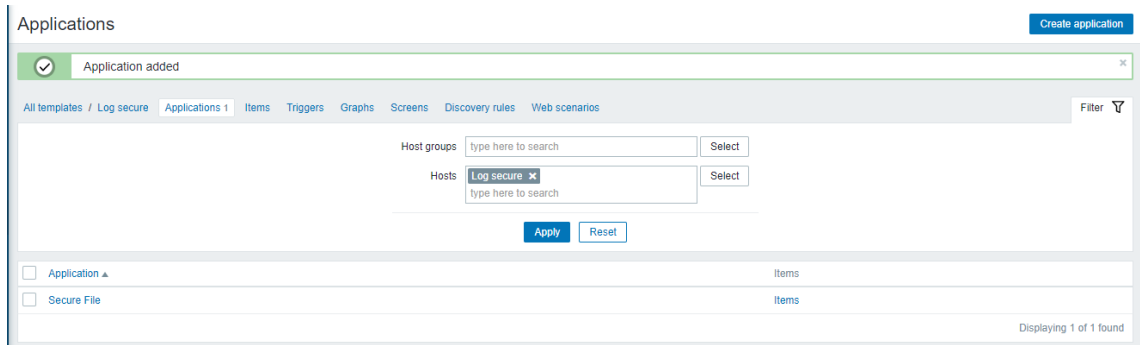 Applications
Create application
Application added
All templates / Log secure Applications 1 Items Triggers Graphs Screens Discovery rules Web scenarios Filter
Host groups type here to search Select
Hosts Log secure Select
type here to search
Apply Reset
Application Items
Secure File Items
Displaying 1 of 1 found